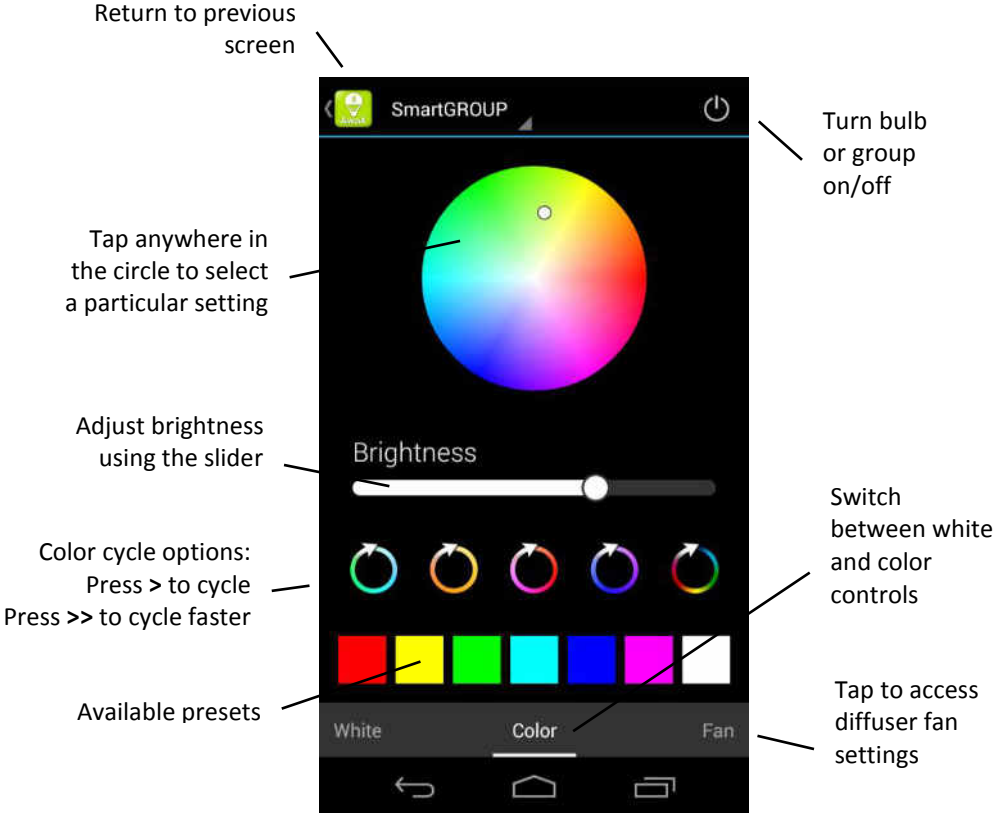 Return to previous
screen
SmartGROUP
Turn bulb
or group
on/off
Tap anywhere in
the circle to select
a particular setting
Adjust brightness
using the slider
Brightness
Switch
between white
and color
controls
Color cycle options:
Press > to cycle
Press >> to cycle faster
Available presets
Tap to access
diffuser fan
settings
White
Color
Fan